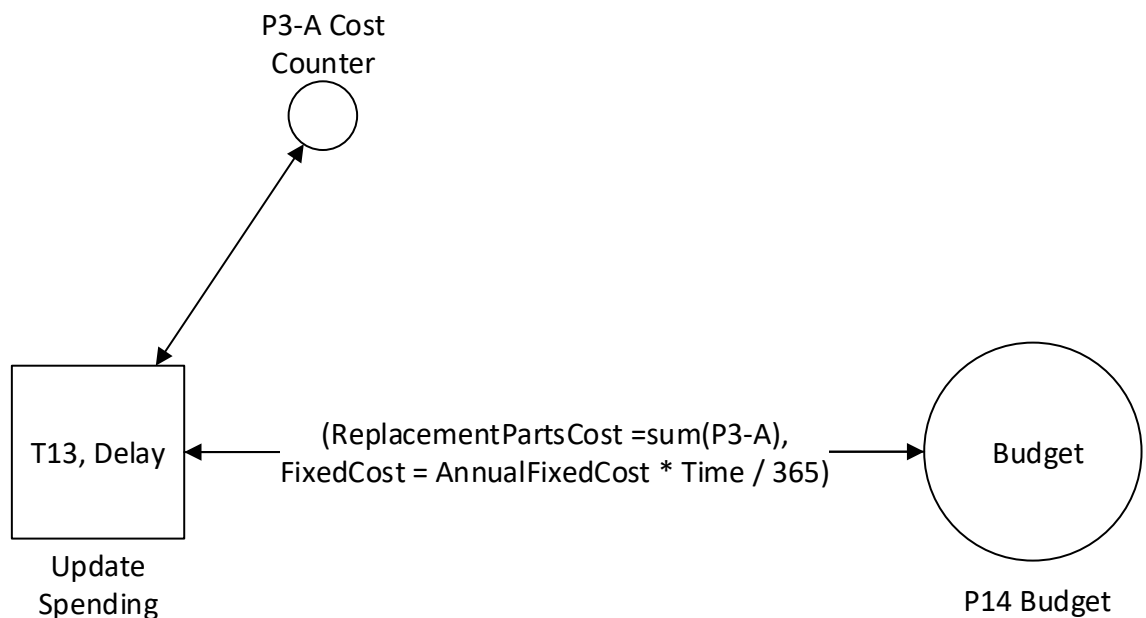 P3-A Cost
Counter
T13, Delay
(ReplacementPartsCost =sum(P3-A),
FixedCost = AnnualFixedCost * Time / 365)
Budget
Update
Spending
P14 Budget